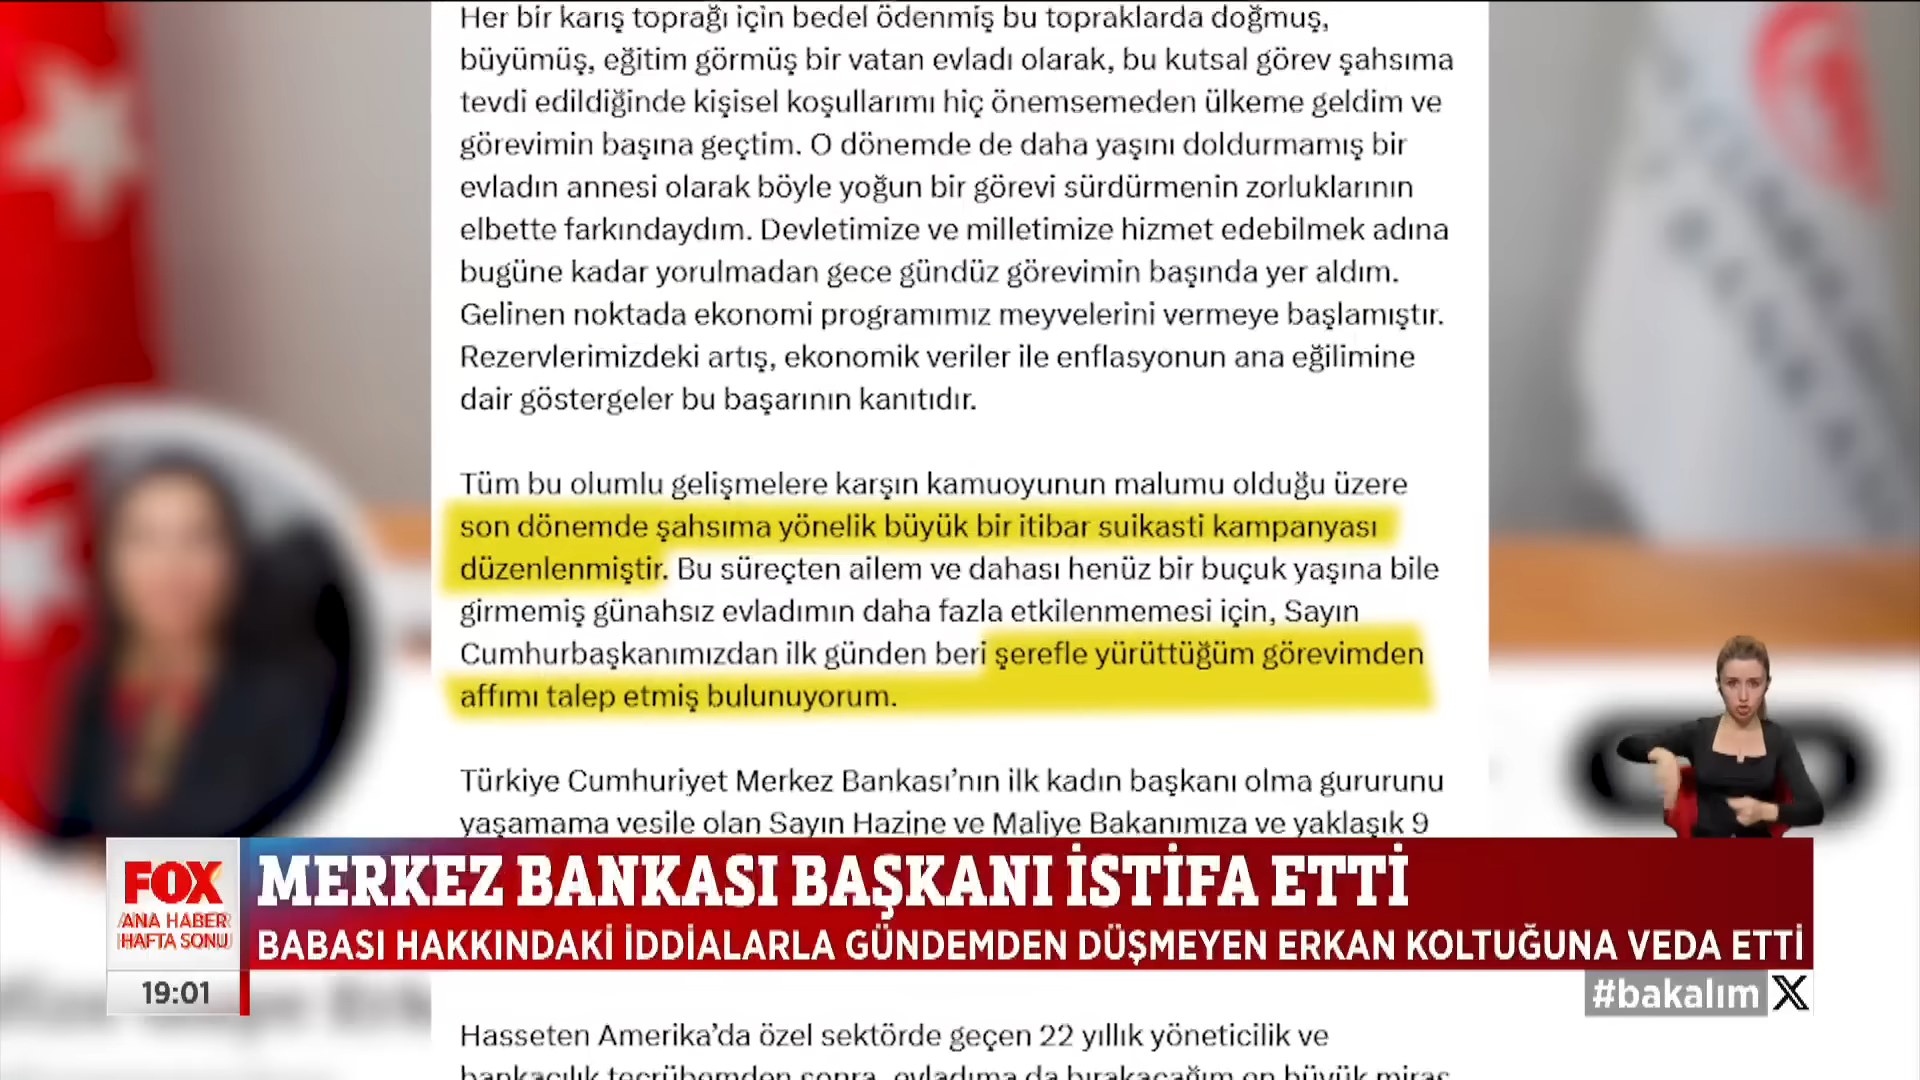 Her bir karış toprağı için bedel ödenmiş bu topraklarda doğmuş,
büyümüş, eğitim görmüş bir vatan evladı olarak, bu kutsal görev şahsıma
tevdi edildiğinde kişisel koşullarımı hiç önemsemeden ülkeme geldim ve
görevimin başına geçtim. O dönemde de daha yaşını doldurmamış bir
evladın annesi olarak böyle yoğun bir görevi sürdürmenin zorluklarının
elbette farkındaydım. Devletimize ve milletimize hizmet edebilmek adına
bugüne kadar yorulmadan gece gündüz görevimin başında yer aldım.
Gelinen noktada ekonomi programımız meyvelerini vermeye başlamıştır.
Rezervlerimizdeki artış, ekonomik veriler ile enflasyonun ana eğilimine
dair göstergeler bu başarının kanıtıdır.
Tüm bu olumlu gelişmelere karşın kamuoyunun malumu olduğu üzere
son dönemde şahsıma yönelik büyük bir itibar suikasti kampanyası
düzenlenmiştir. Bu süreçten ailem ve dahası henüz bir buçuk yaşına bile
girmemiş günahsız evladımın daha fazla etkilenmemesi için, Sayın
Cumhurbaşkanımızdan ilk günden beri şerefle yürüttüğüm görevimden
affımı talep etmiş bulunuyorum.
Türkiye Cumhuriyet Merkez Bankası'nın ilk kadın başkanı olma gururunu
yaşamama vesile olan Sayın Hazine ve Maliye Bakanımıza ve yaklaşık 9
FOX
ANA HABER
HAFTA SONU
19:01
MERKEZ BANKASI BAŞKANI İSTİFA ETTİ
BABASI HAKKINDAKİ İDDİALARLA GÜNDEMDEN DÜŞMEYEN ERKAN KOLTUĞUNA VEDA ETTİ
#bakalım X
Hasseten Amerika'da özel sektörde geçen 22 yıllık yöneticilik ve
bankacılık tecrübemden sonra, evladıma da bırakacağım en büyük miras